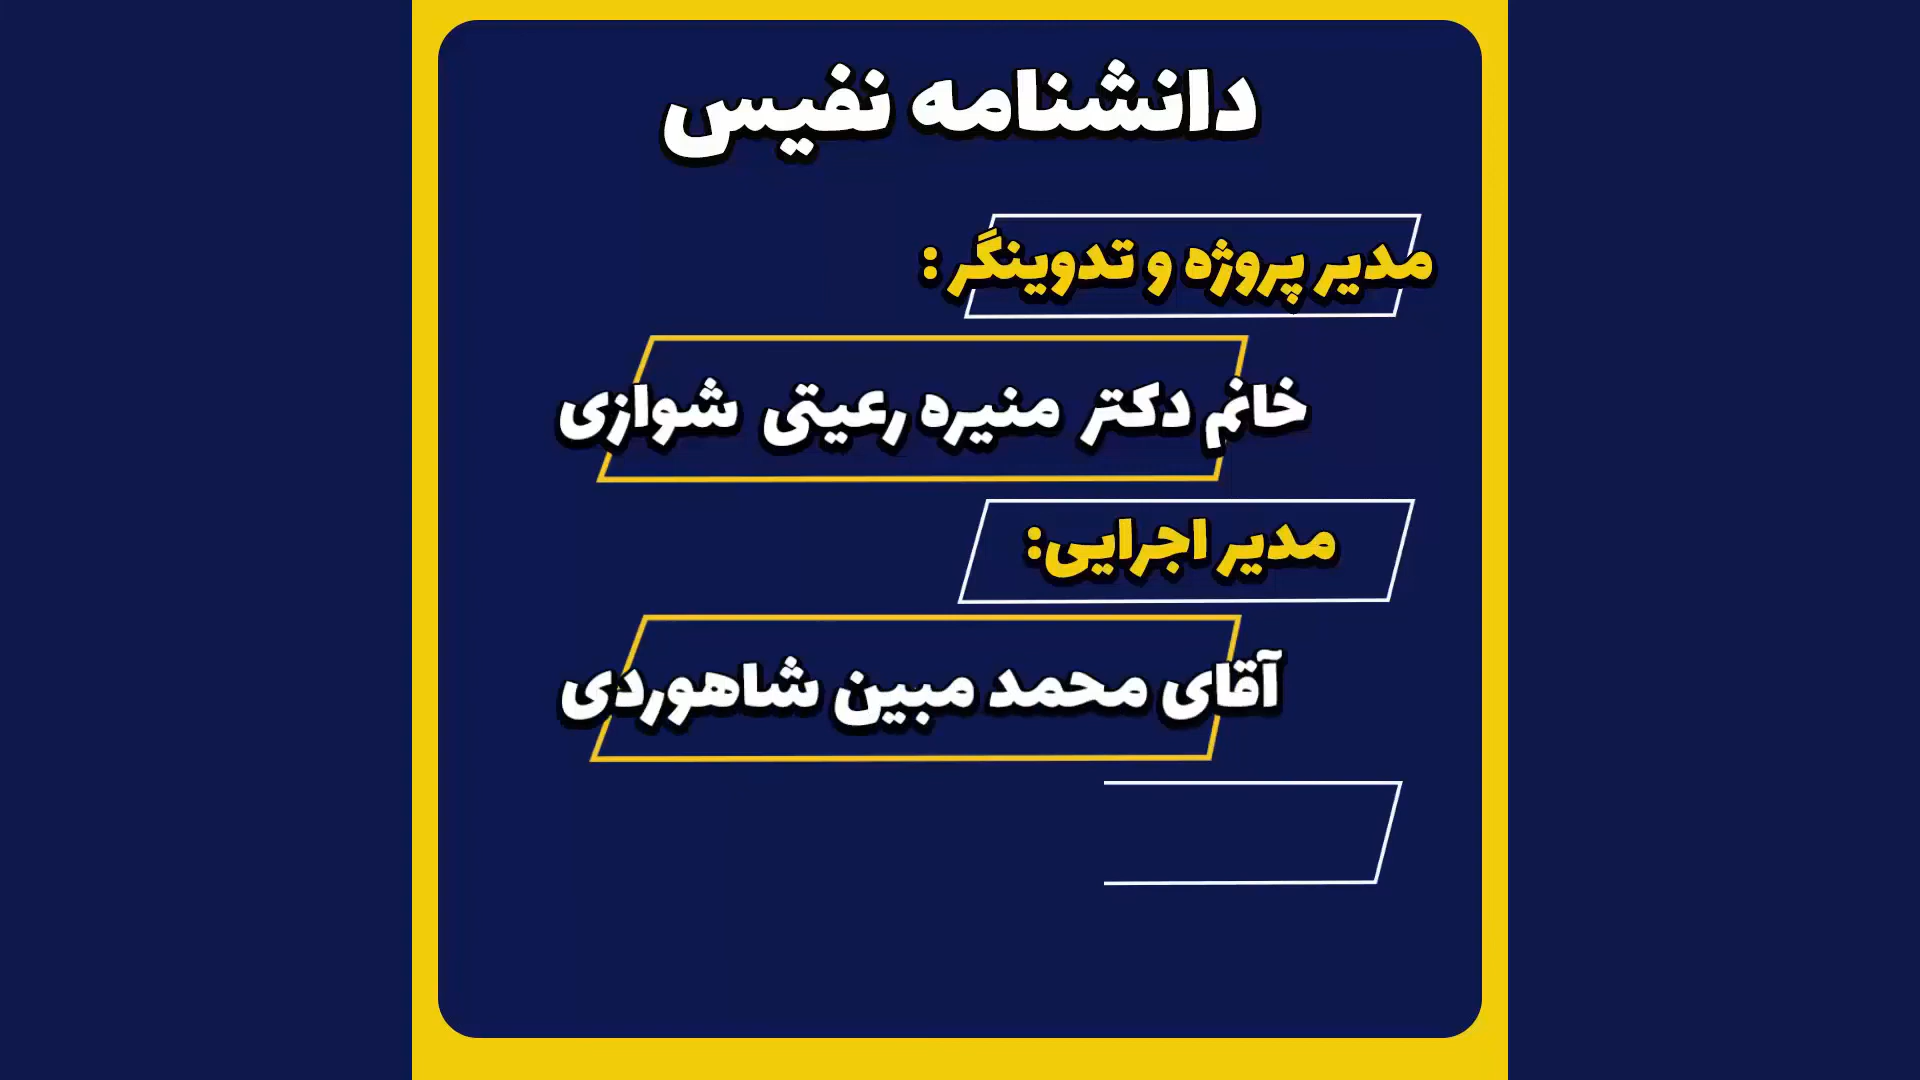 دانشنامه نفیس
مدیر پروژه و تدوینگر :
خانم دکتر منیره رعیتی شوازی
مدیر اجرایی:
آقای محمد مبین شاهوردی